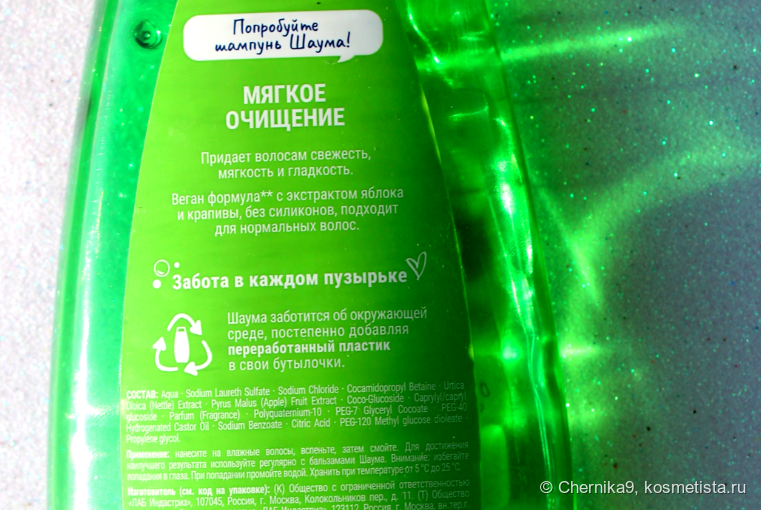 Попробуйте
шампунь Шаума!
МЯГКОЕ
ОЧИЩЕНИЕ
Придает волосам свежесть,
мягкость и гладкость.
Веган формула** с экстрактом яблока
и крапивы, без силиконов, подходит
для нормальных волос.
Забота в каждом пузырьке
Шаума заботится об окружающей
среде, постепенно добавляя
переработанный пластик
в свои бутылочки.
СОСТАВ: Aqua · Sodium Laureth Sulfate · Sodium Chloride · Cocamidopropyl Betaine · Urtica
Dioica (Nettle) Extract · Pyrus Malus (Apple) Fruit Extract · Coco-Glucoside · Caprylyl/capryl
glucoside · Parfum (Fragrance) · Polyquaternium-10 · PEG-7 Glyceryl Cocoate · PEG-40
Hydrogenated Castor Oil · Sodium Benzoate · Citric Acid · PEG-120 Methyl glucose dioleate ·
Propylene glycol.
Применение: нанесите на влажные волосы, вспеньте, затем смойте. Для достижения
наилучшего результата используйте регулярно с бальзамами Шаума. Внимание: избегайте
попадания в глаза. При попадании промойте водой. Хранить при температуре от 5 °C до 25 °C.
Изготовитель (см. код на упаковке): (К) Общество с ограниченной ответственностью
«ЛАБ Индастриз», 107045, Россия, г. Москва, Колокольников пер., д. 11. (Т) Общество
© Chernika9, kosmetista.ru